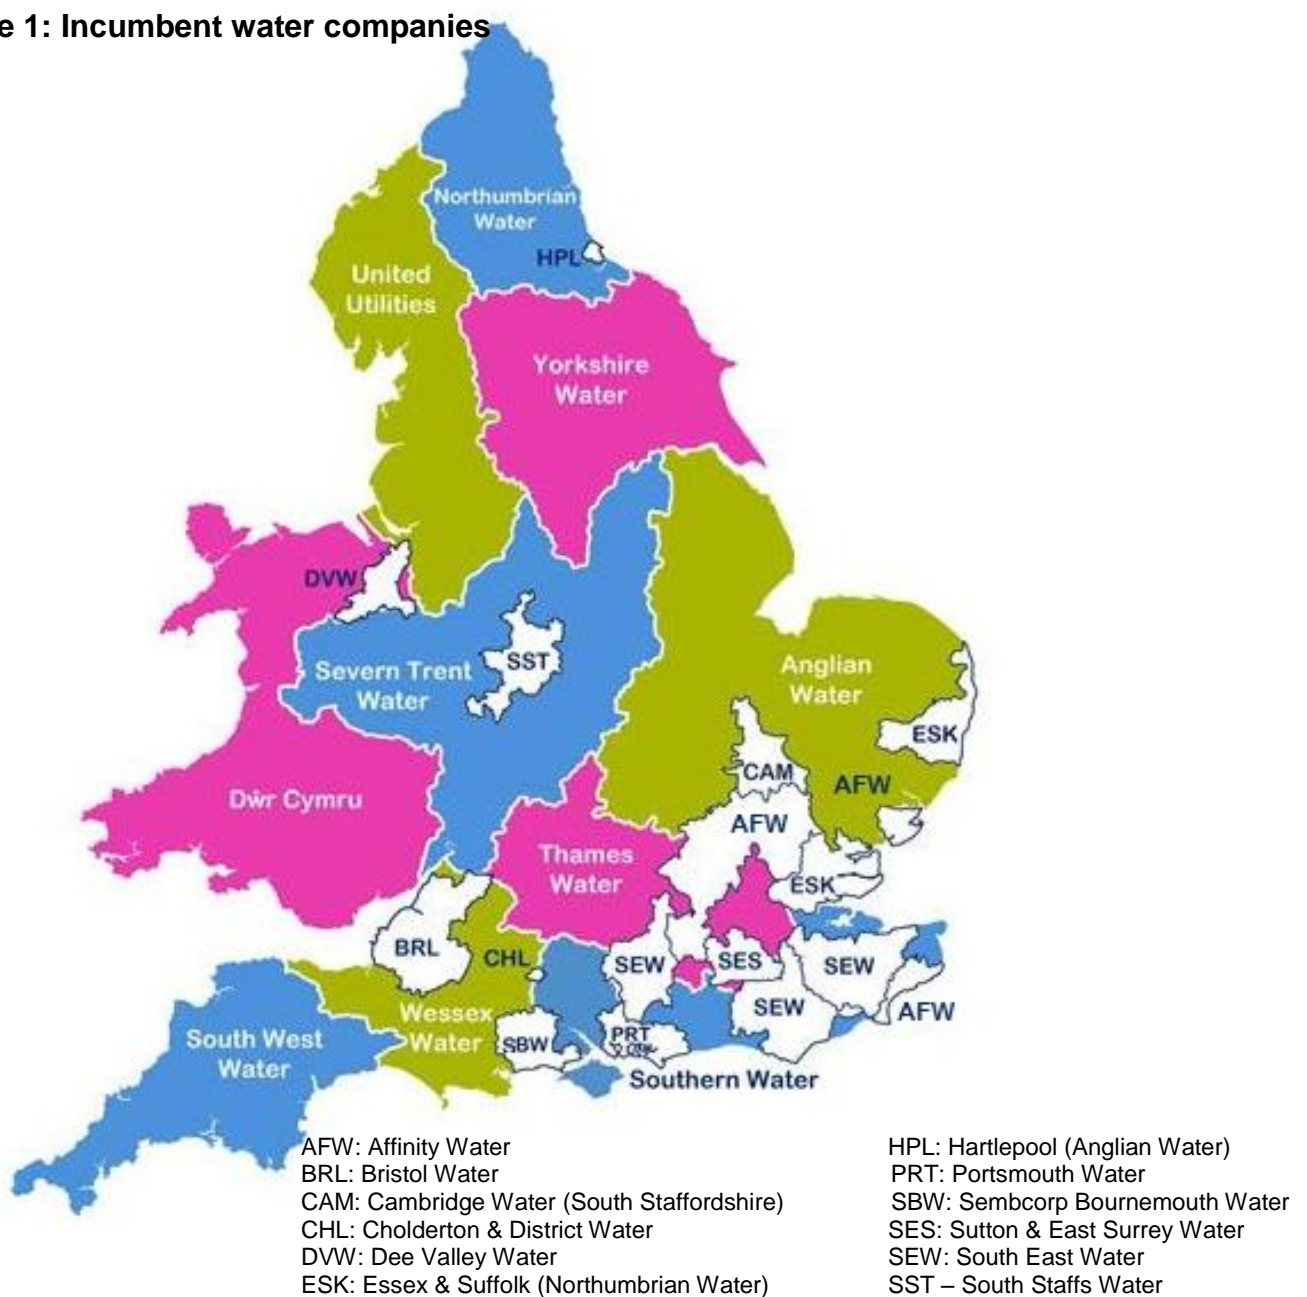 e 1: Incumbent water companies
Northumbrian
Water
HPL
United
Utilities
Yorkshire
Water
DVW
SST
Severn Trent
Water
Anglian
Water
ESK
CAM
AFW
Dŵr Cymru
AFW
Thames
Water
ESK
BRL
CHL
SEW
SES
SEW
SEW
AFW
Wessex
Water
South West
Water
SBW
PRT
Southern Water
AFW: Affinity Water
BRL: Bristol Water
CAM: Cambridge Water (South Staffordshire)
CHL: Cholderton & District Water
DVW: Dee Valley Water
ESK: Essex & Suffolk (Northumbrian Water)
HPL: Hartlepool (Anglian Water)
PRT: Portsmouth Water
SBW: Sembcorp Bournemouth Water
SES: Sutton & East Surrey Water
SEW: South East Water
SST – South Staffs Water